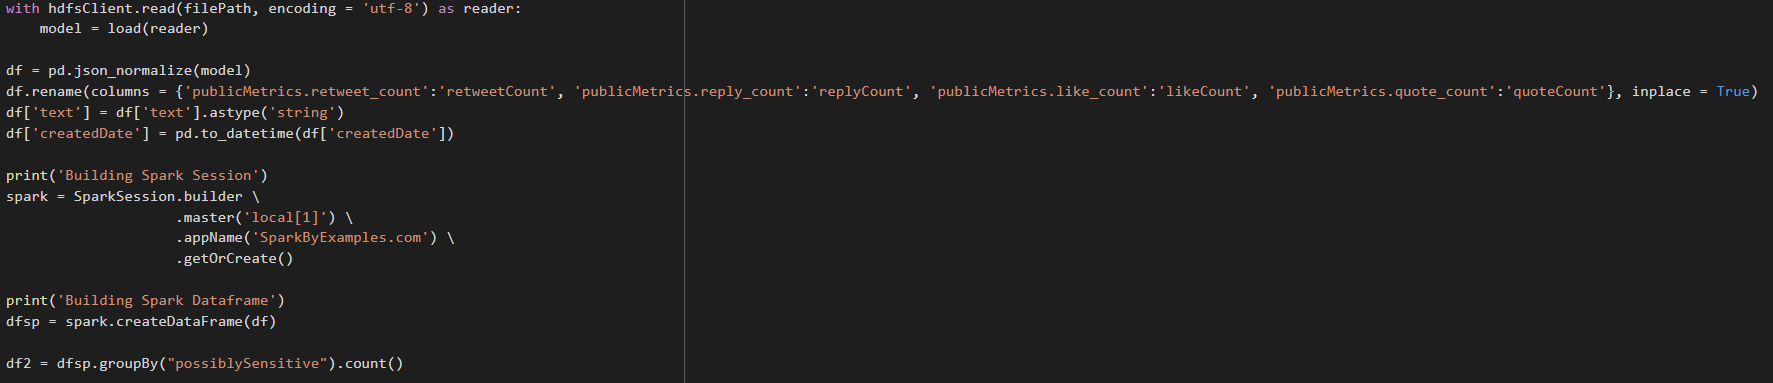 with hdfsClient.read(filePath, encoding = 'utf-8') as reader:
    model = load(reader)

df = pd.json_normalize(model)
df.rename(columns = {'publicMetrics.retweet_count':'retweetCount', 'publicMetrics.reply_count':'replyCount', 'publicMetrics.like_count':'likeCount', 'publicMetrics.quote_count':'quoteCount'}, inplace = True)
df['text'] = df['text'].astype('string')
df['createdDate'] = pd.to_datetime(df['createdDate'])

print('Building Spark Session')
spark = SparkSession.builder \
                    .master('local[1]') \
                    .appName('SparkByExamples.com') \
                    .getOrCreate()

print('Building Spark Dataframe')
dfsp = spark.createDataFrame(df)

df2 = dfsp.groupBy("possiblySensitive").count()